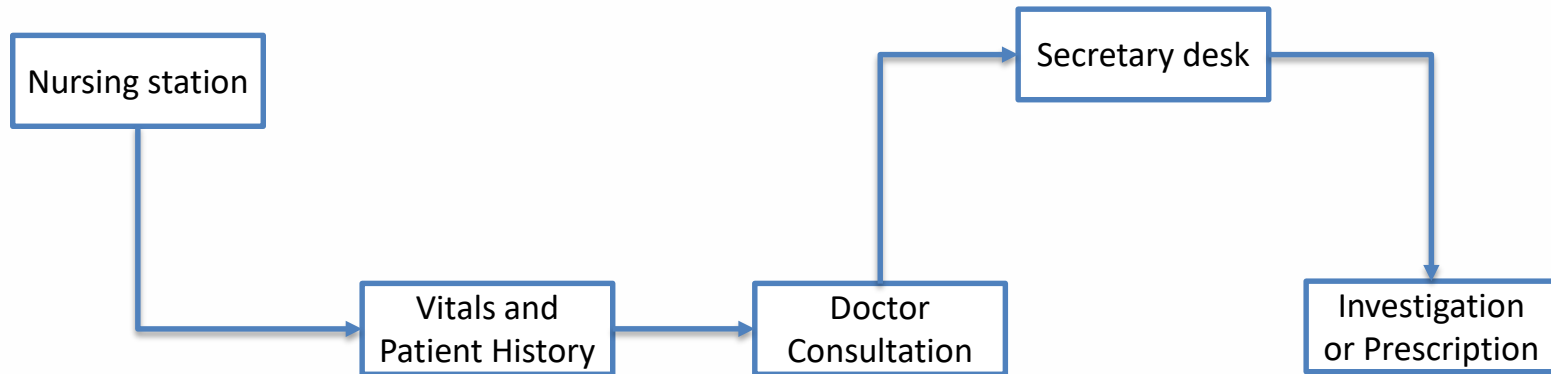 Nursing station
Vitals and
Patient History
Doctor
Consultation
Secretary desk
Investigation
or Prescription